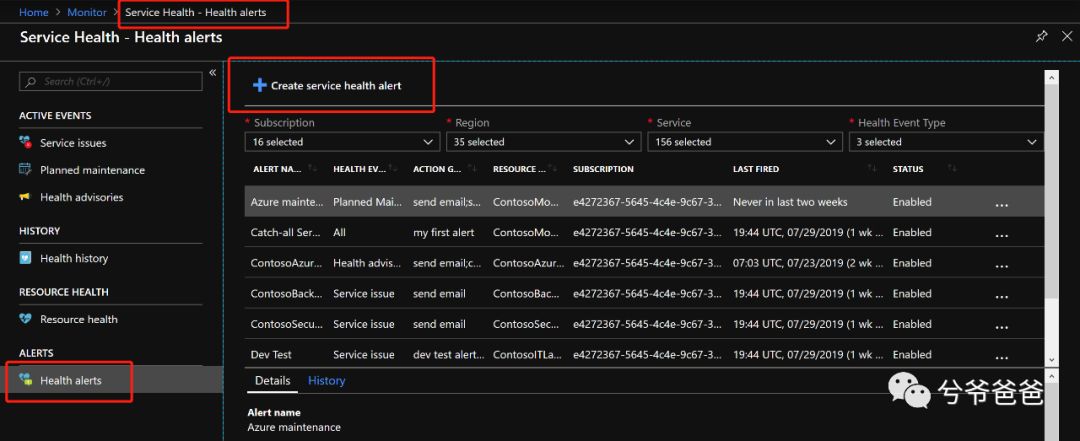 Home > Monitor > Service Health - Health alerts
Service Health - Health alerts
Search (Ctrl+/)
«
ACTIVE EVENTS
Service issues
Planned maintenance
Health advisories
HISTORY
Health history
RESOURCE HEALTH
Resource health
ALERTS
Health alerts
+ Create service health alert
* Subscription * Region * Service * Health Event Type
16 selected 35 selected 156 selected 3 selected
ALERT NA... HEALTH EV... ACTION G... RESOURCE ... SUBSCRIPTION LAST FIRED STATUS
Azure mainte... Planned Mai... send email;s... ContosoMo... e4272367-5645-4c4e-9c67-3... Never in last two weeks Enabled ...
Catch-all Ser... All my first alert ContosoMo... e4272367-5645-4c4e-9c67-3... 19:44 UTC, 07/29/2019 (1 wk ... Enabled ...
ContosoAzur... Health advis... send email;c... ContosoAzur... e4272367-5645-4c4e-9c67-3... 07:03 UTC, 07/23/2019 (2 wk ... Enabled ...
ContosoBack... Service issue send email ContosoBac... e4272367-5645-4c4e-9c67-3... 19:44 UTC, 07/29/2019 (1 wk ... Enabled ...
ContosoSecu... Service issue send email ContosoSec... e4272367-5645-4c4e-9c67-3... 19:44 UTC, 07/29/2019 (1 wk ... Enabled ...
Dev Test Service issue dev test alert... ContosoITLa... e4272367-5645-4c4e-9c67-3... 19:44 UTC, 07/29/2019 (1 wk ... Enabled ...
Details History
Alert name
Azure maintenance
兮爷爸爸